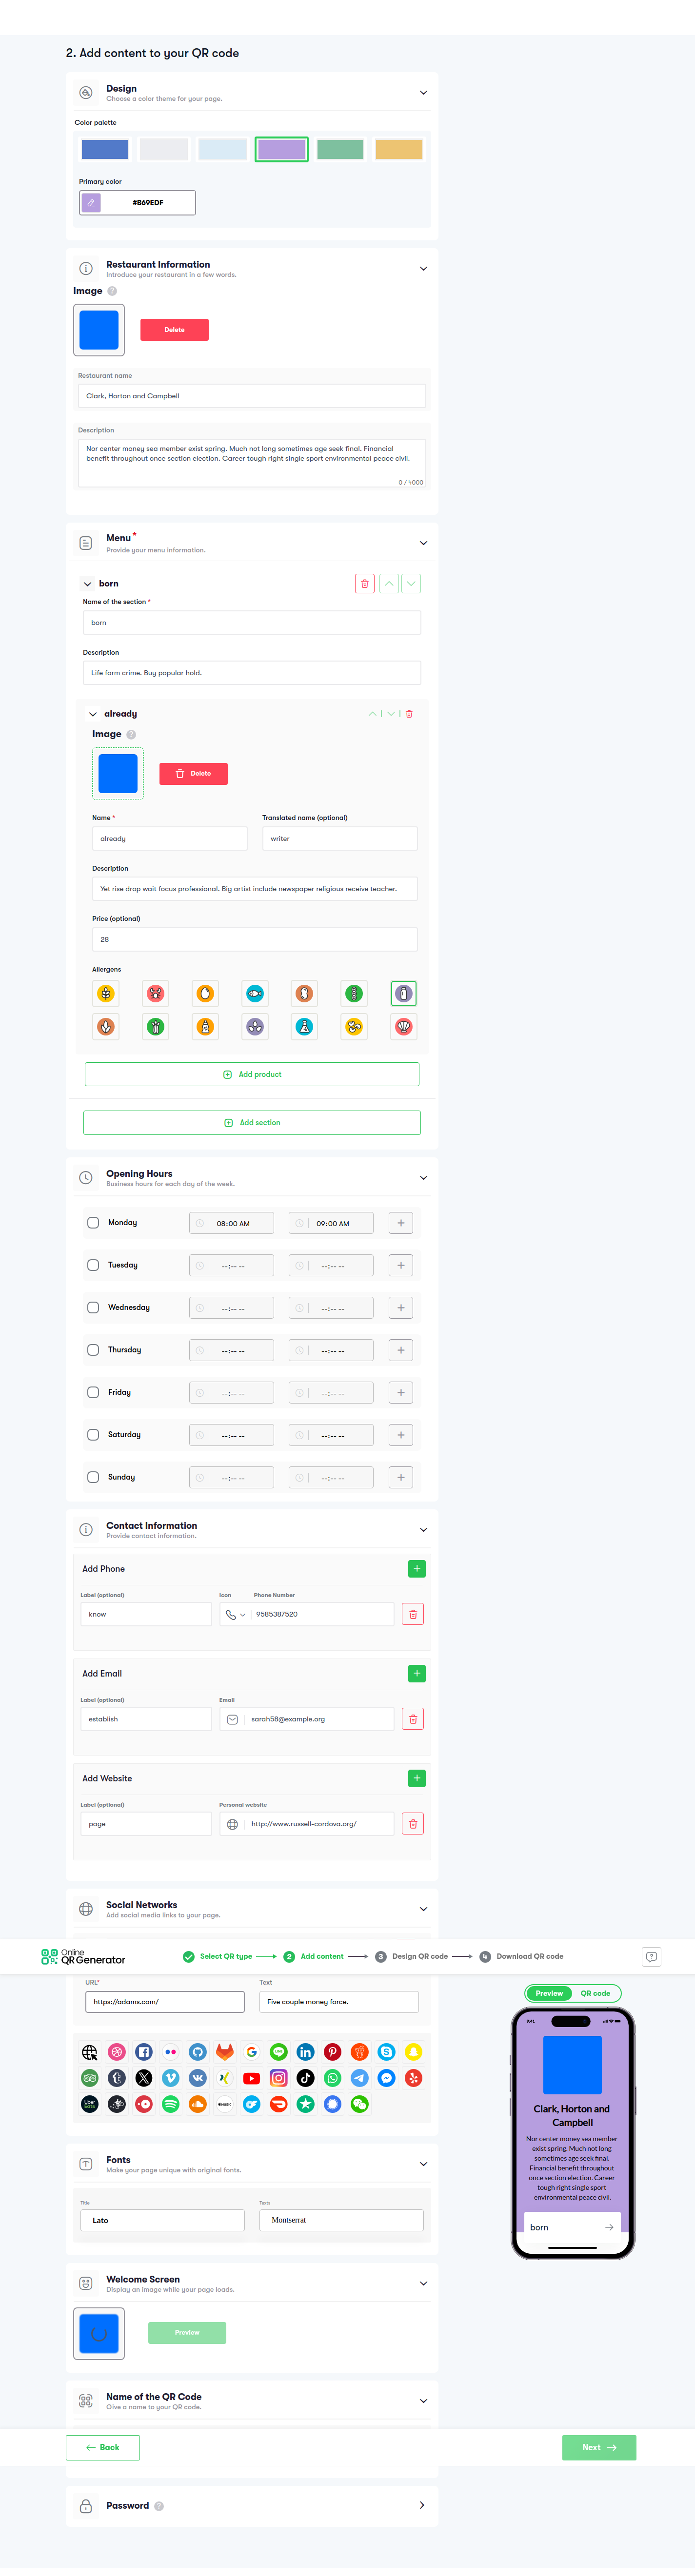 2. Add content to your QR code
Design
Choose a color theme for your page.
Color palette
Primary color
#B69EDF
Restaurant Information
Introduce your restaurant in a few words.
Image ?
Delete
Restaurant name
Clark, Horton and Campbell
Description
Nor center money sea member exist spring. Much not long sometimes age seek final. Financial
benefit throughout once section election. Career tough right single sport environmental peace civil.
0 / 4000
Menu *
Provide your menu information.
born
Name of the section *
born
Description
Life form crime. Buy popular hold.
already
Image ?
Delete
Name * Translated name (optional)
already writer
Description
Yet rise drop wait focus professional. Big artist include newspaper religious receive teacher.
Price (optional)
28
Allergens
Add product
Add section
Opening Hours
Business hours for each day of the week.
Monday 08:00 AM 09:00 AM +
Tuesday --:-- -- --:-- -- +
Wednesday --:-- -- --:-- -- +
Thursday --:-- -- --:-- -- +
Friday --:-- -- --:-- -- +
Saturday --:-- -- --:-- -- +
Sunday --:-- -- --:-- -- +
Contact Information
Provide contact information.
Add Phone +
Label (optional) Icon Phone Number
know 9585387520
Add Email +
Label (optional) Email
establish sarah58@example.org
Add Website +
Label (optional) Personal website
page http://www.russell-cordova.org/
Social Networks
Add social media links to your page.
Online
QR Generator
Select QR type 2 Add content 3 Design QR code 4 Download QR code
URL* Text
https://adams.com/ Five couple money force.
Uber
Eats
MUSIC
Preview QR code
9:41
Clark, Horton and
Campbell
Nor center money sea member
exist spring. Much not long
sometimes age seek final.
Financial benefit throughout
once section election. Career
tough right single sport
environmental peace civil.
born
Fonts
Make your page unique with original fonts.
Title Texts
Lato Montserrat
Welcome Screen
Display an image while your page loads.
Preview
Name of the QR Code
Give a name to your QR code.
Back Next
Password ?